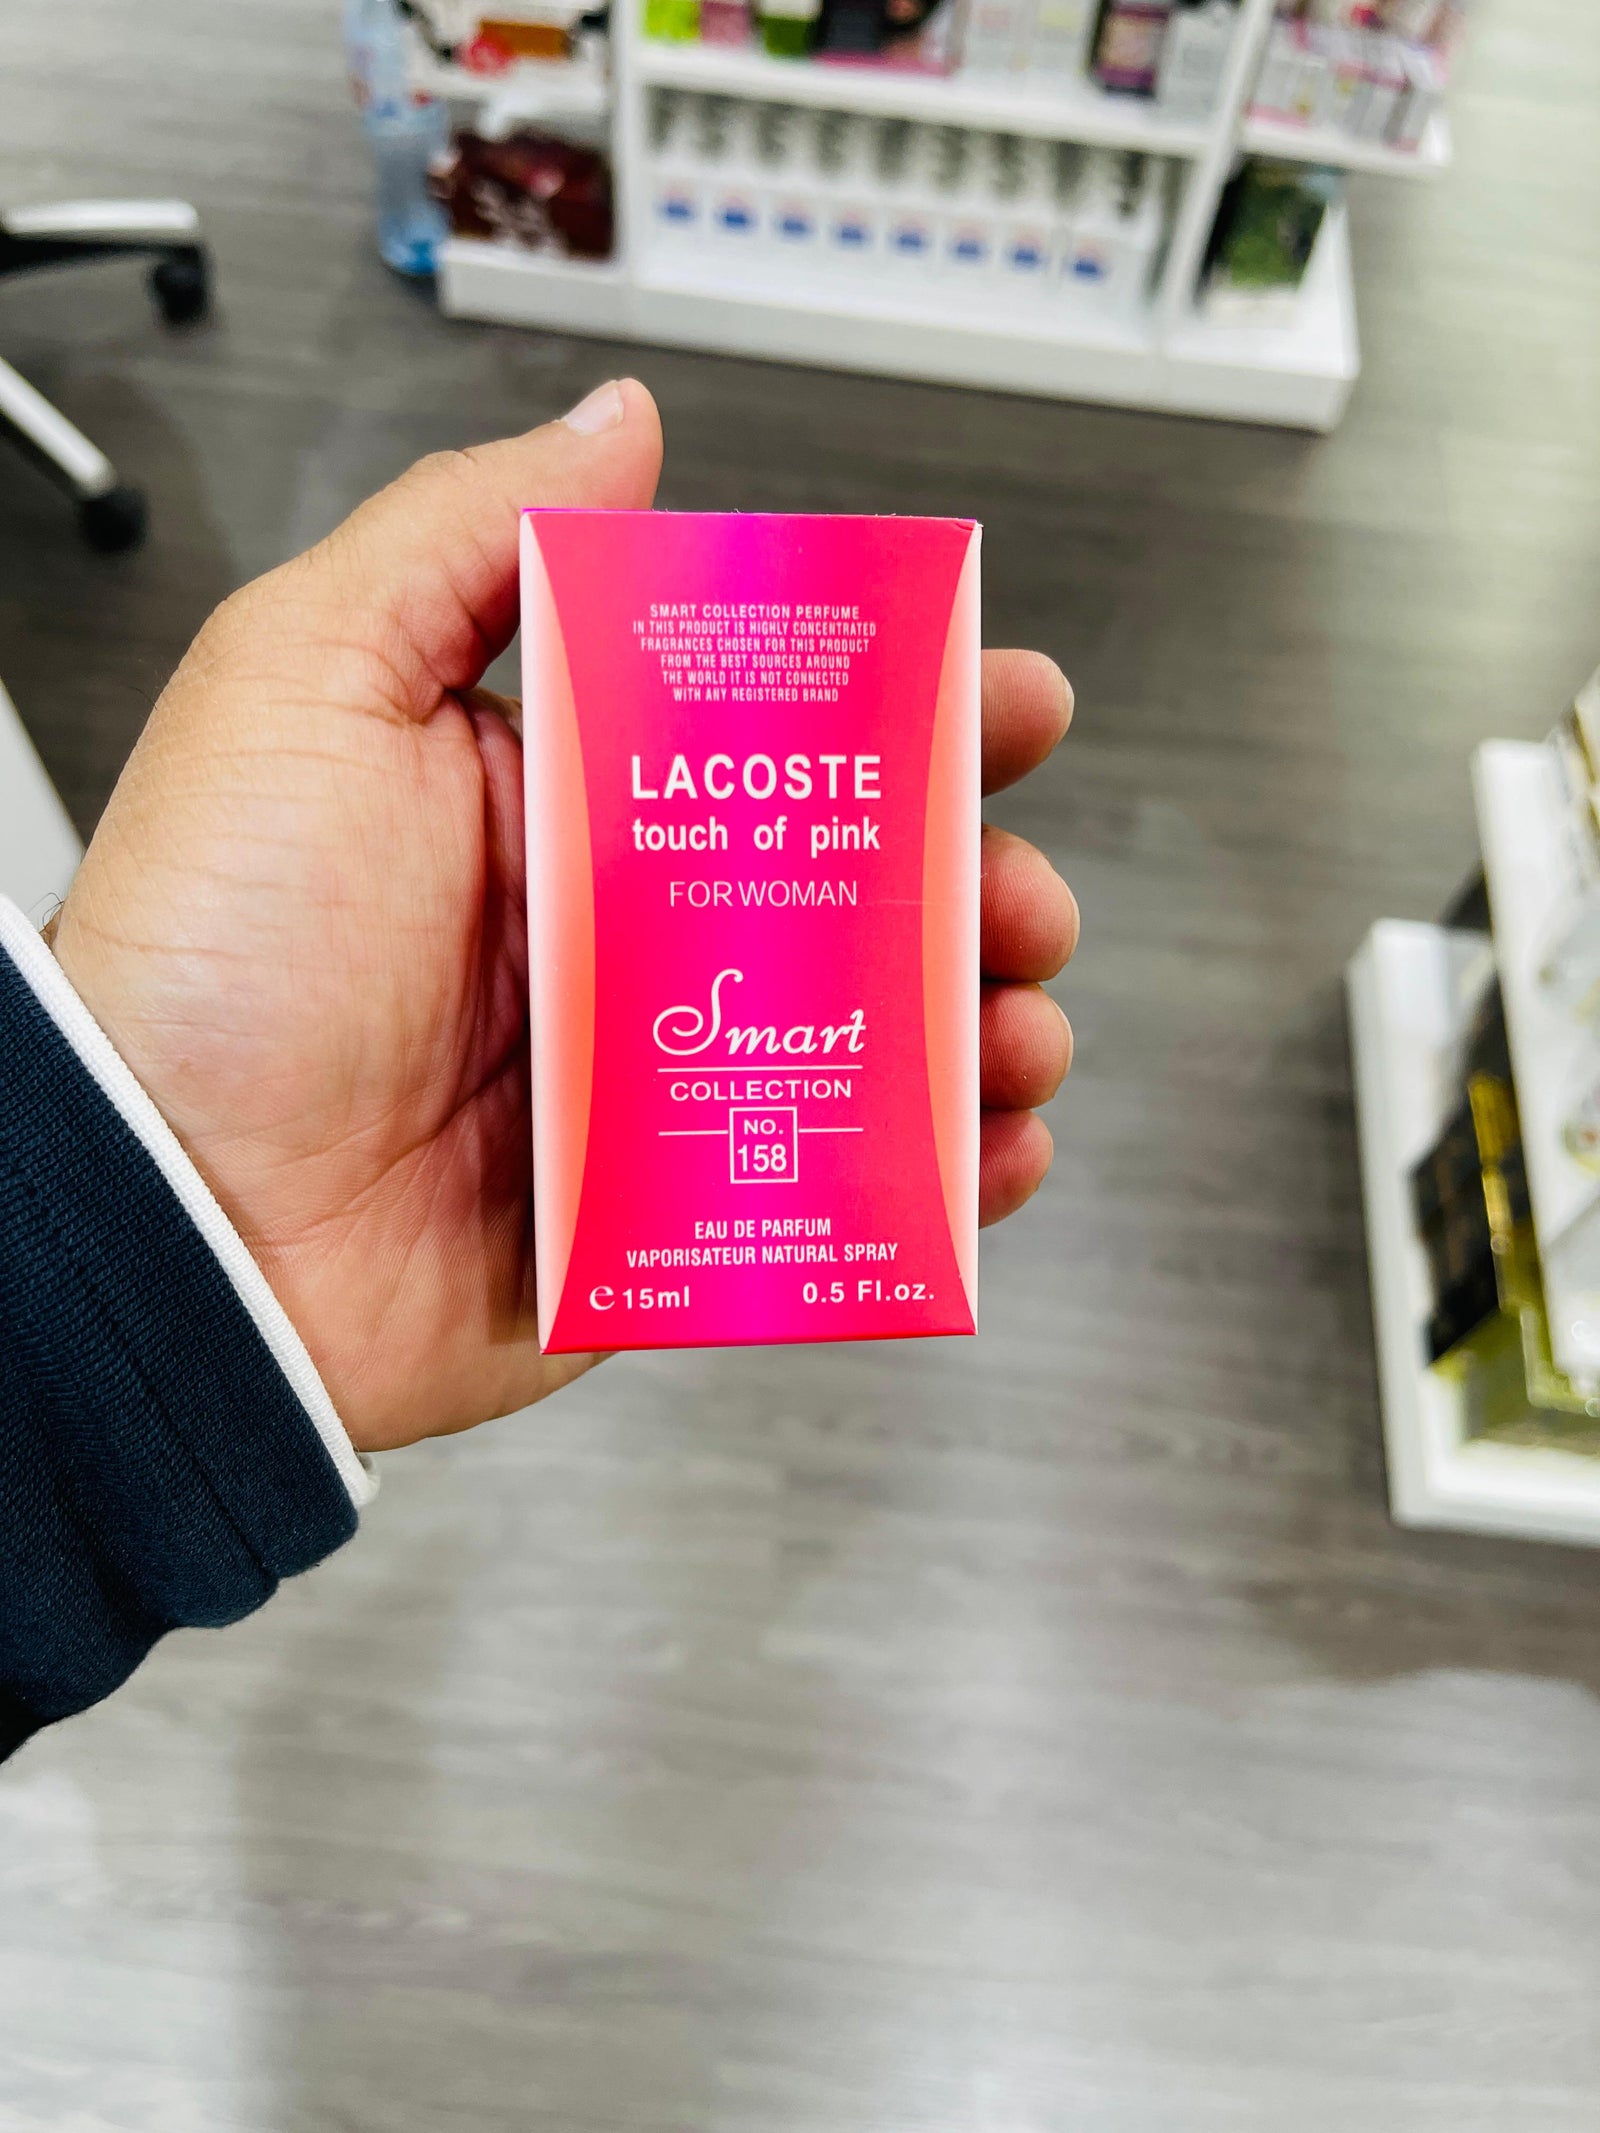 SMART COLLECTION PERFUME
IN THIS PRODUCT IS HIGHLY CONCENTRATED
FRAGRANCES CHOSEN FOR THIS PRODUCT
FROM THE BEST SOURCES AROUND
THE WORLD IT IS NOT CONNECTED
WITH ANY REGISTERED BRAND
LACOSTE
touch of pink
FOR WOMAN
Smart
COLLECTION
NO.
158
EAU DE PARFUM
VAPORISATEUR NATURAL SPRAY
℮ 15ml 0.5 Fl.oz.